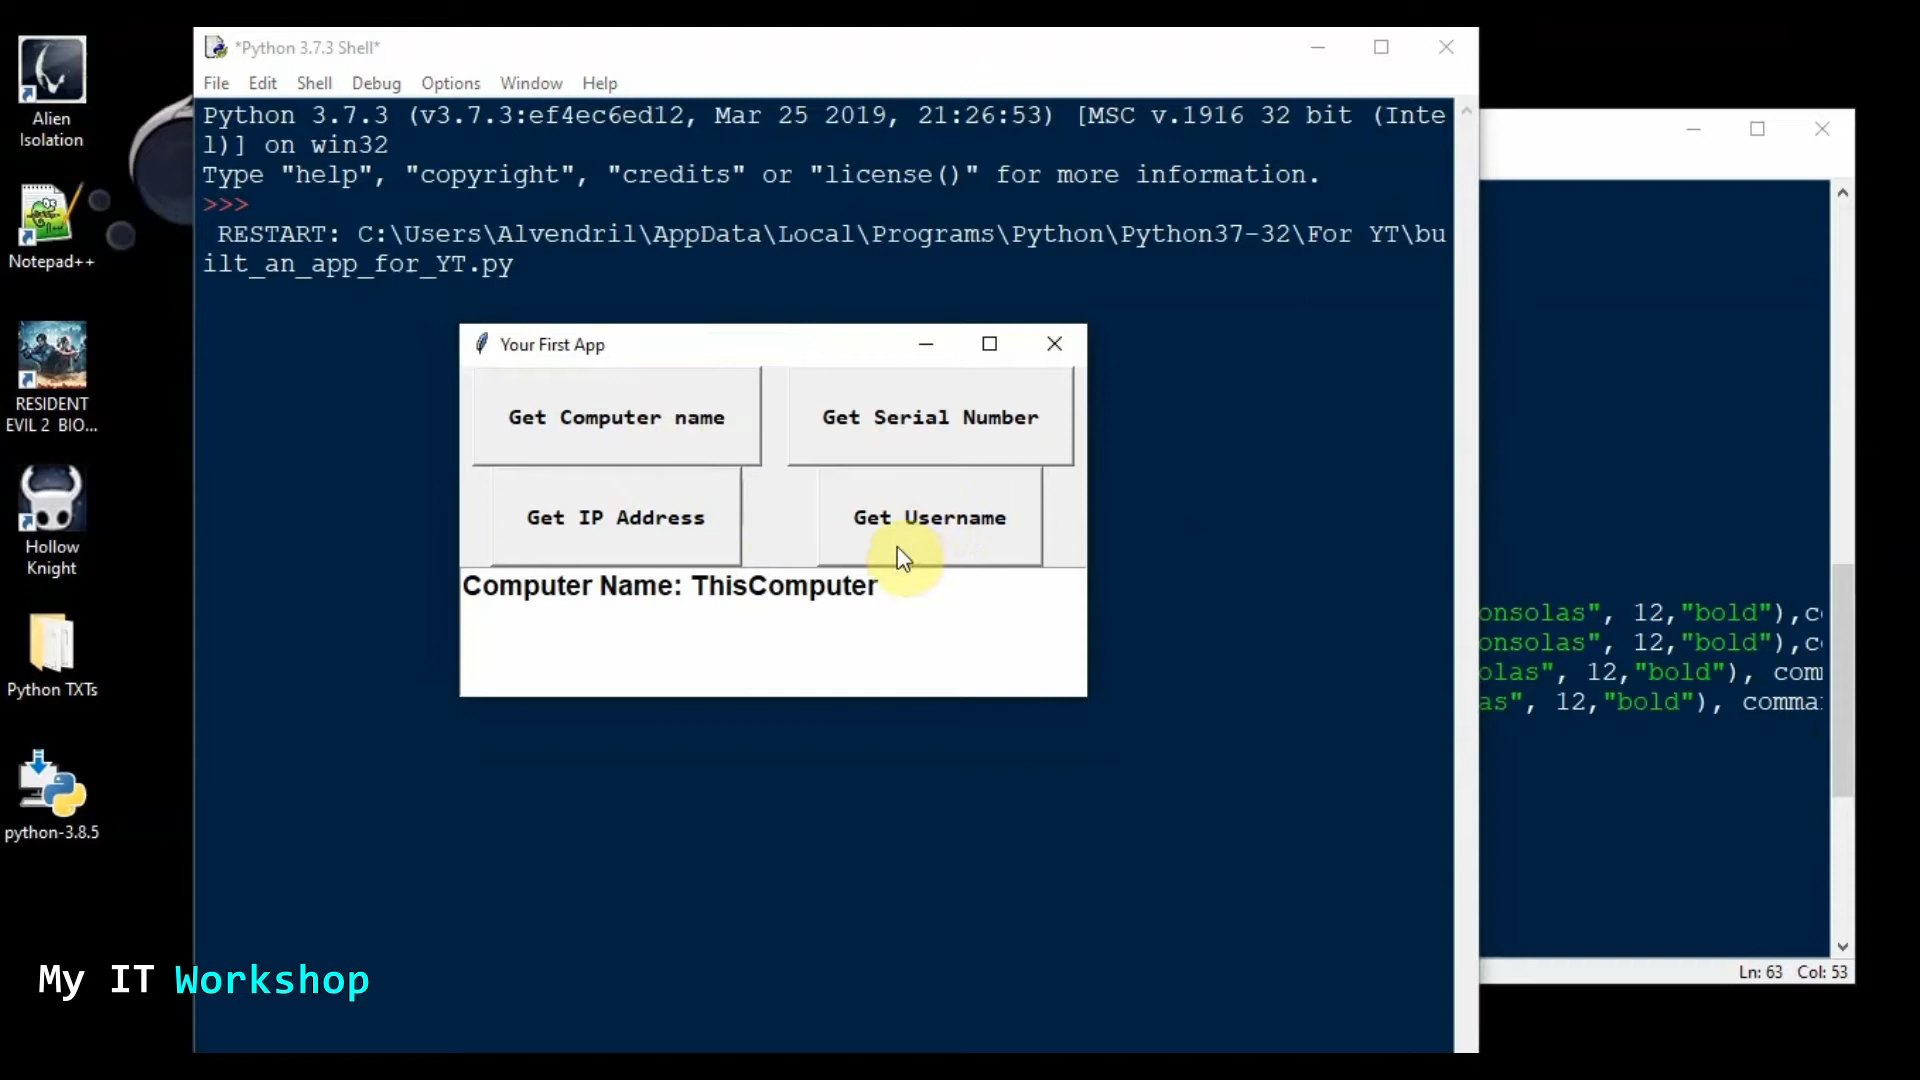 Alien
Isolation
Notepad++
RESIDENT
EVIL 2 BIO...
Hollow
Knight
Python TXTs
python-3.8.5
*Python 3.7.3 Shell*
File Edit Shell Debug Options Window Help
Python 3.7.3 (v3.7.3:ef4ec6ed12, Mar 25 2019, 21:26:53) [MSC v.1916 32 bit (Inte
l)] on win32
Type "help", "copyright", "credits" or "license()" for more information.
>>>
RESTART: C:\Users\Alvendril\AppData\Local\Programs\Python\Python37-32\For YT\bu
ilt_an_app_for_YT.py
Your First App
Get Computer name
Get Serial Number
Get IP Address
Get Username
Computer Name: ThisComputer
onsolas", 12,"bold"),c
onsolas", 12,"bold"),c
olas", 12,"bold"), com
as", 12,"bold"), comma
Ln: 63 Col: 53
My IT Workshop